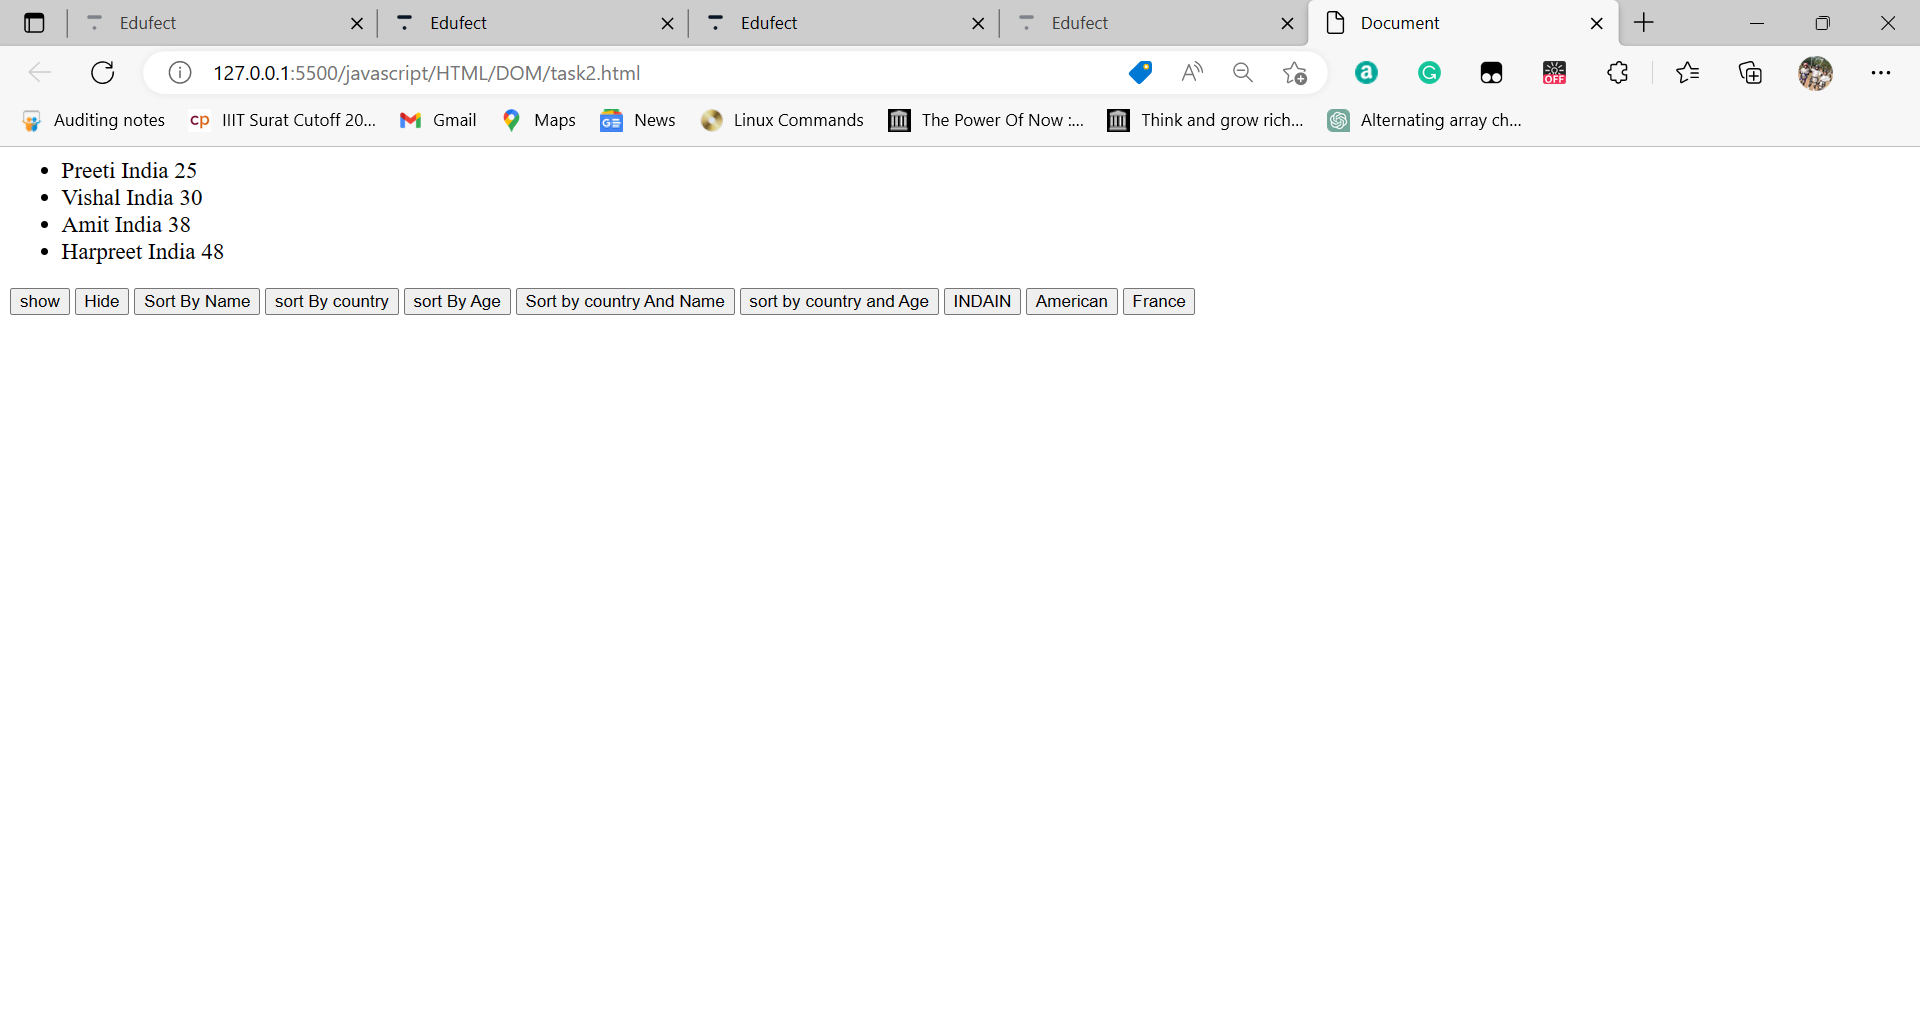 Edufect Edufect Edufect Edufect Document
127.0.0.1:5500/javascript/HTML/DOM/task2.html
Auditing notes cp IIIT Surat Cutoff 20... Gmail Maps News Linux Commands The Power Of Now :... Think and grow rich... Alternating array ch...
• Preeti India 25
• Vishal India 30
• Amit India 38
• Harpreet India 48
show Hide Sort By Name sort By country sort By Age Sort by country And Name sort by country and Age INDAIN American France